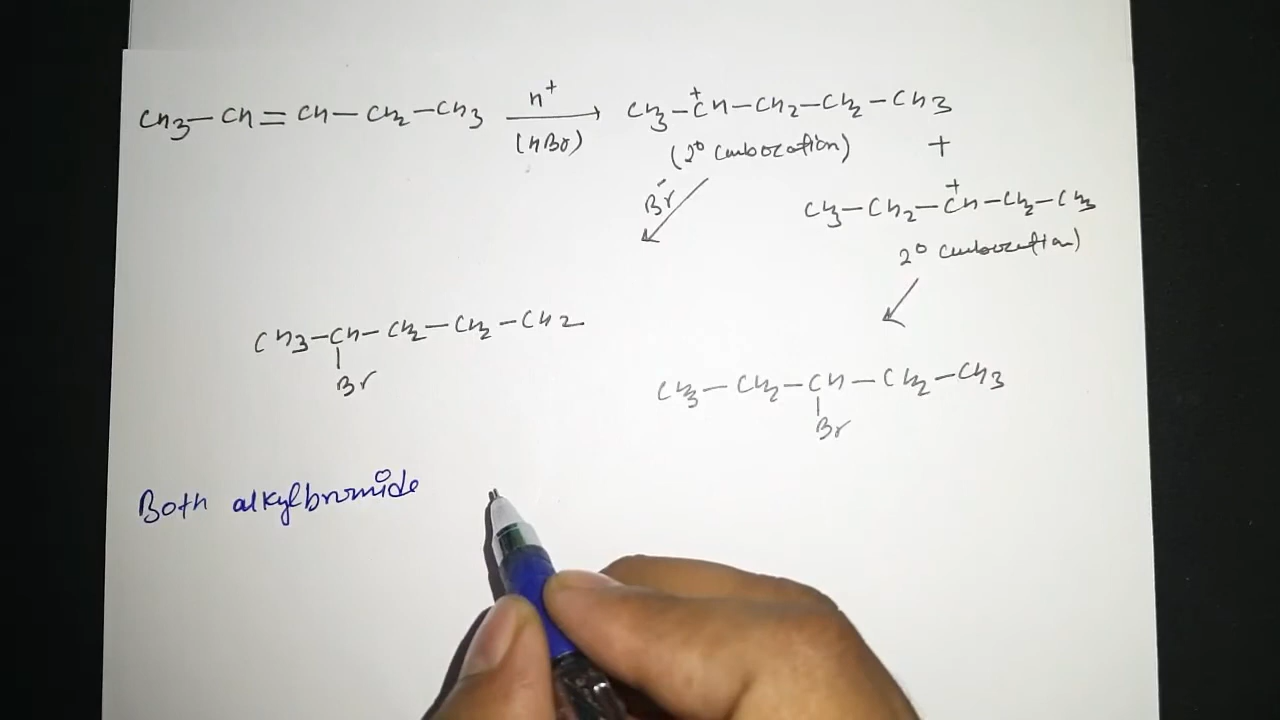 CH3—CH=CH—CH2—CH3 H+ (HBr) → CH3—C+H—CH2—CH2—CH3
(2° carbocation) +
Br-
CH3—CH2—C+H—CH2—CH3
2° carbocation)
CH3—CH—CH2—CH2—CH2
Br
CH3—CH2—CH—CH2—CH3
Br
Both alkylbromide